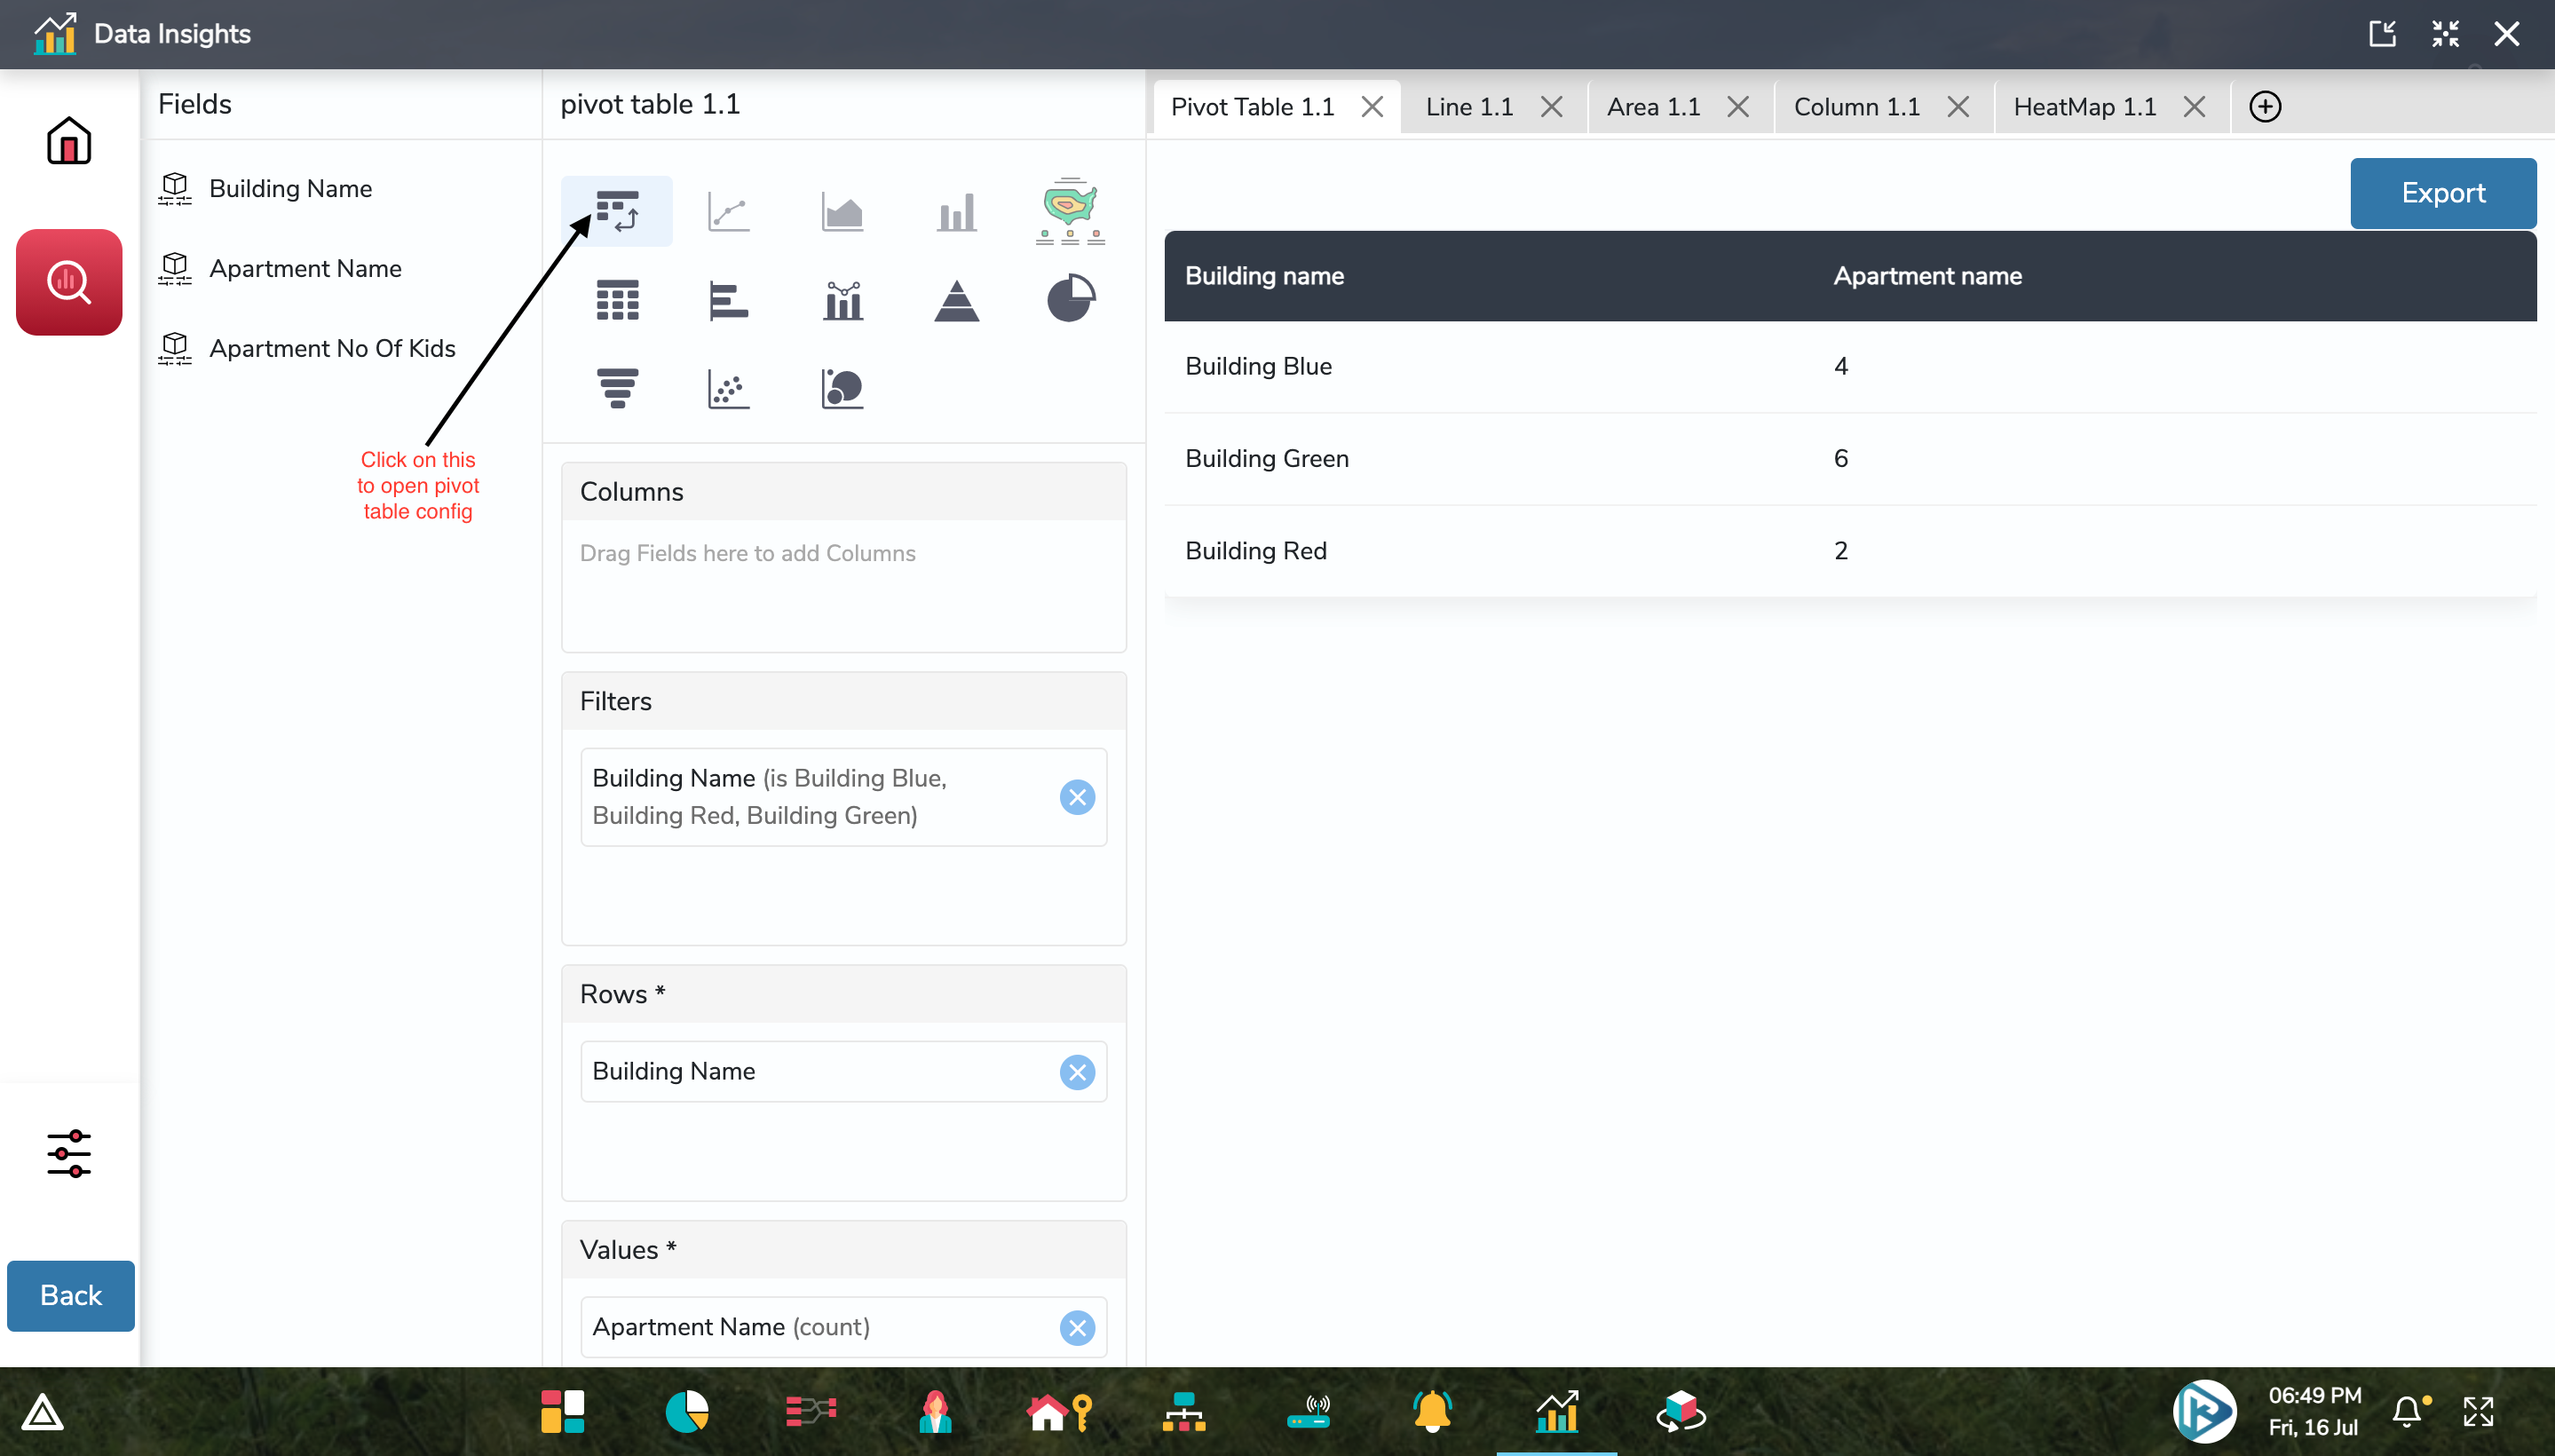 Data Insights
Fields
pivot table 1.1
Pivot Table 1.1
Line 1.1
Area 1.1
Column 1.1
HeatMap 1.1
Building Name
Apartment Name
Apartment No Of Kids
Click on this
to open pivot
table config
Columns
Drag Fields here to add Columns
Filters
Building Name (is Building Blue,
Building Red, Building Green)
Rows *
Building Name
Values *
Apartment Name (count)
Export
Building name
Apartment name
Building Blue
4
Building Green
6
Building Red
2
Back
06:49 PM
Fri, 16 Jul